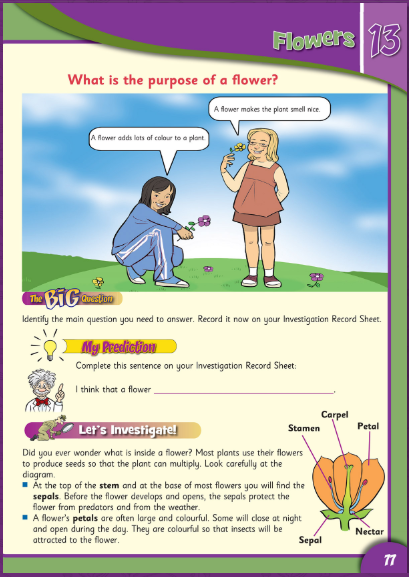 Flowers 13
What is the purpose of a flower?
A flower makes the plant smell nice.
A flower adds lots of colour to a plant.
The BIG Question
Identify the main question you need to answer. Record it now on your Investigation Record Sheet.
My Prediction
Complete this sentence on your Investigation Record Sheet:
I think that a flower ______________________________.
Let's Investigate!
Did you ever wonder what is inside a flower? Most plants use their flowers
to produce seeds so that the plant can multiply. Look carefully at the
diagram.
■ At the top of the stem and at the base of most flowers you will find the
sepals. Before the flower develops and opens, the sepals protect the
flower from predators and from the weather.
■ A flower's petals are often large and colourful. Some will close at night
and open during the day. They are colourful so that insects will be
attracted to the flower.
Carpel
Stamen
Petal
Nectar
Sepal
77